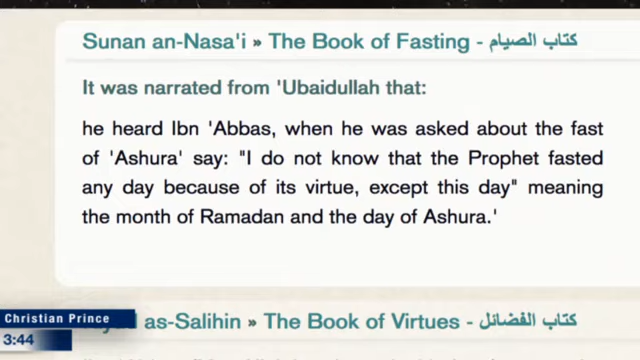 Sunan an-Nasa'i » The Book of Fasting - كتاب الصيام
It was narrated from 'Ubaidullah that:
he heard Ibn 'Abbas, when he was asked about the fast
of 'Ashura' say: "I do not know that the Prophet fasted
any day because of its virtue, except this day" meaning
the month of Ramadan and the day of Ashura.'
Christian Prince
as-Salihin » The Book of Virtues - كتاب الفضائل
3:44